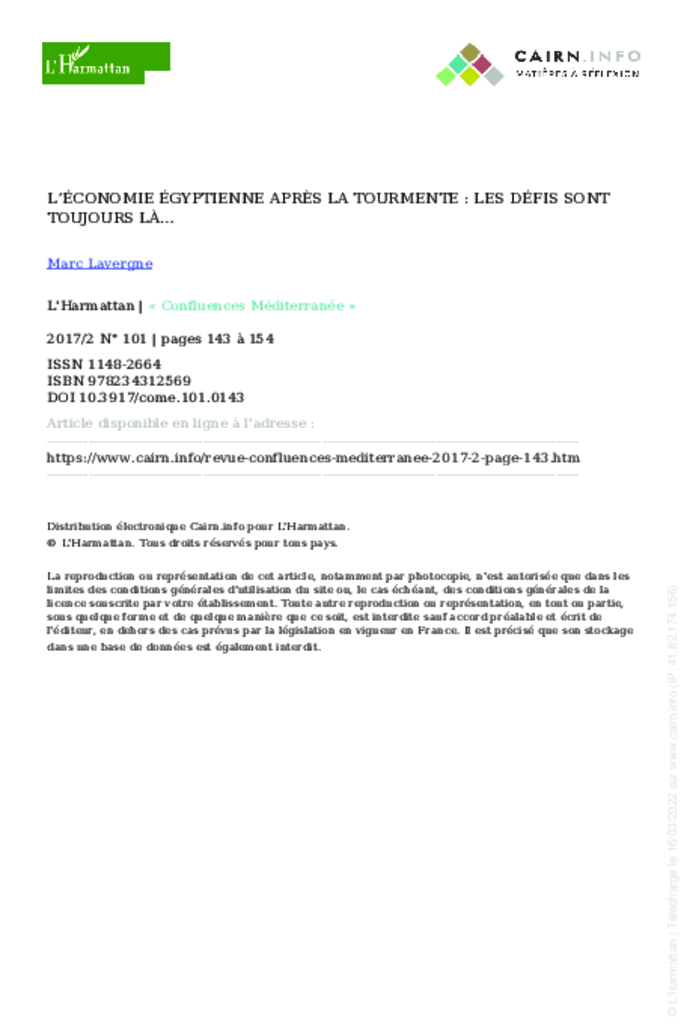 L'Harmattan
CAIRN.INFO
MATIÈRES À RÉFLEXION
L'ÉCONOMIE ÉGYPTIENNE APRÈS LA TOURMENTE : LES DÉFIS SONT
TOUJOURS LÀ...
Marc Lavergne
L'Harmattan | « Confluences Méditerranée »
2017/2 N° 101 | pages 143 à 154
ISSN 1148-2664
ISBN 978234312569
DOI 10.3917/come.101.0143
Article disponible en ligne à l'adresse :
https://www.cairn.info/revue-confluences-mediterranee-2017-2-page-143.htm
Distribution électronique Cairn.info pour L'Harmattan.
© L'Harmattan. Tous droits réservés pour tous pays.
La reproduction ou représentation de cet article, notamment par photocopie, n'est autorisée que dans les
limites des conditions générales d'utilisation du site ou, le cas échéant, des conditions générales de la
licence souscrite par votre établissement. Toute autre reproduction ou représentation, en tout ou partie,
sous quelque forme et de quelque manière que ce soit, est interdite sauf accord préalable et écrit de
l'éditeur, en dehors des cas prévus par la législation en vigueur en France. Il est précisé que son stockage
dans une base de données est également interdit.
© L'Harmattan | Téléchargé le 16/03/2022 sur www.cairn.info (IP: 41.82.174.156)